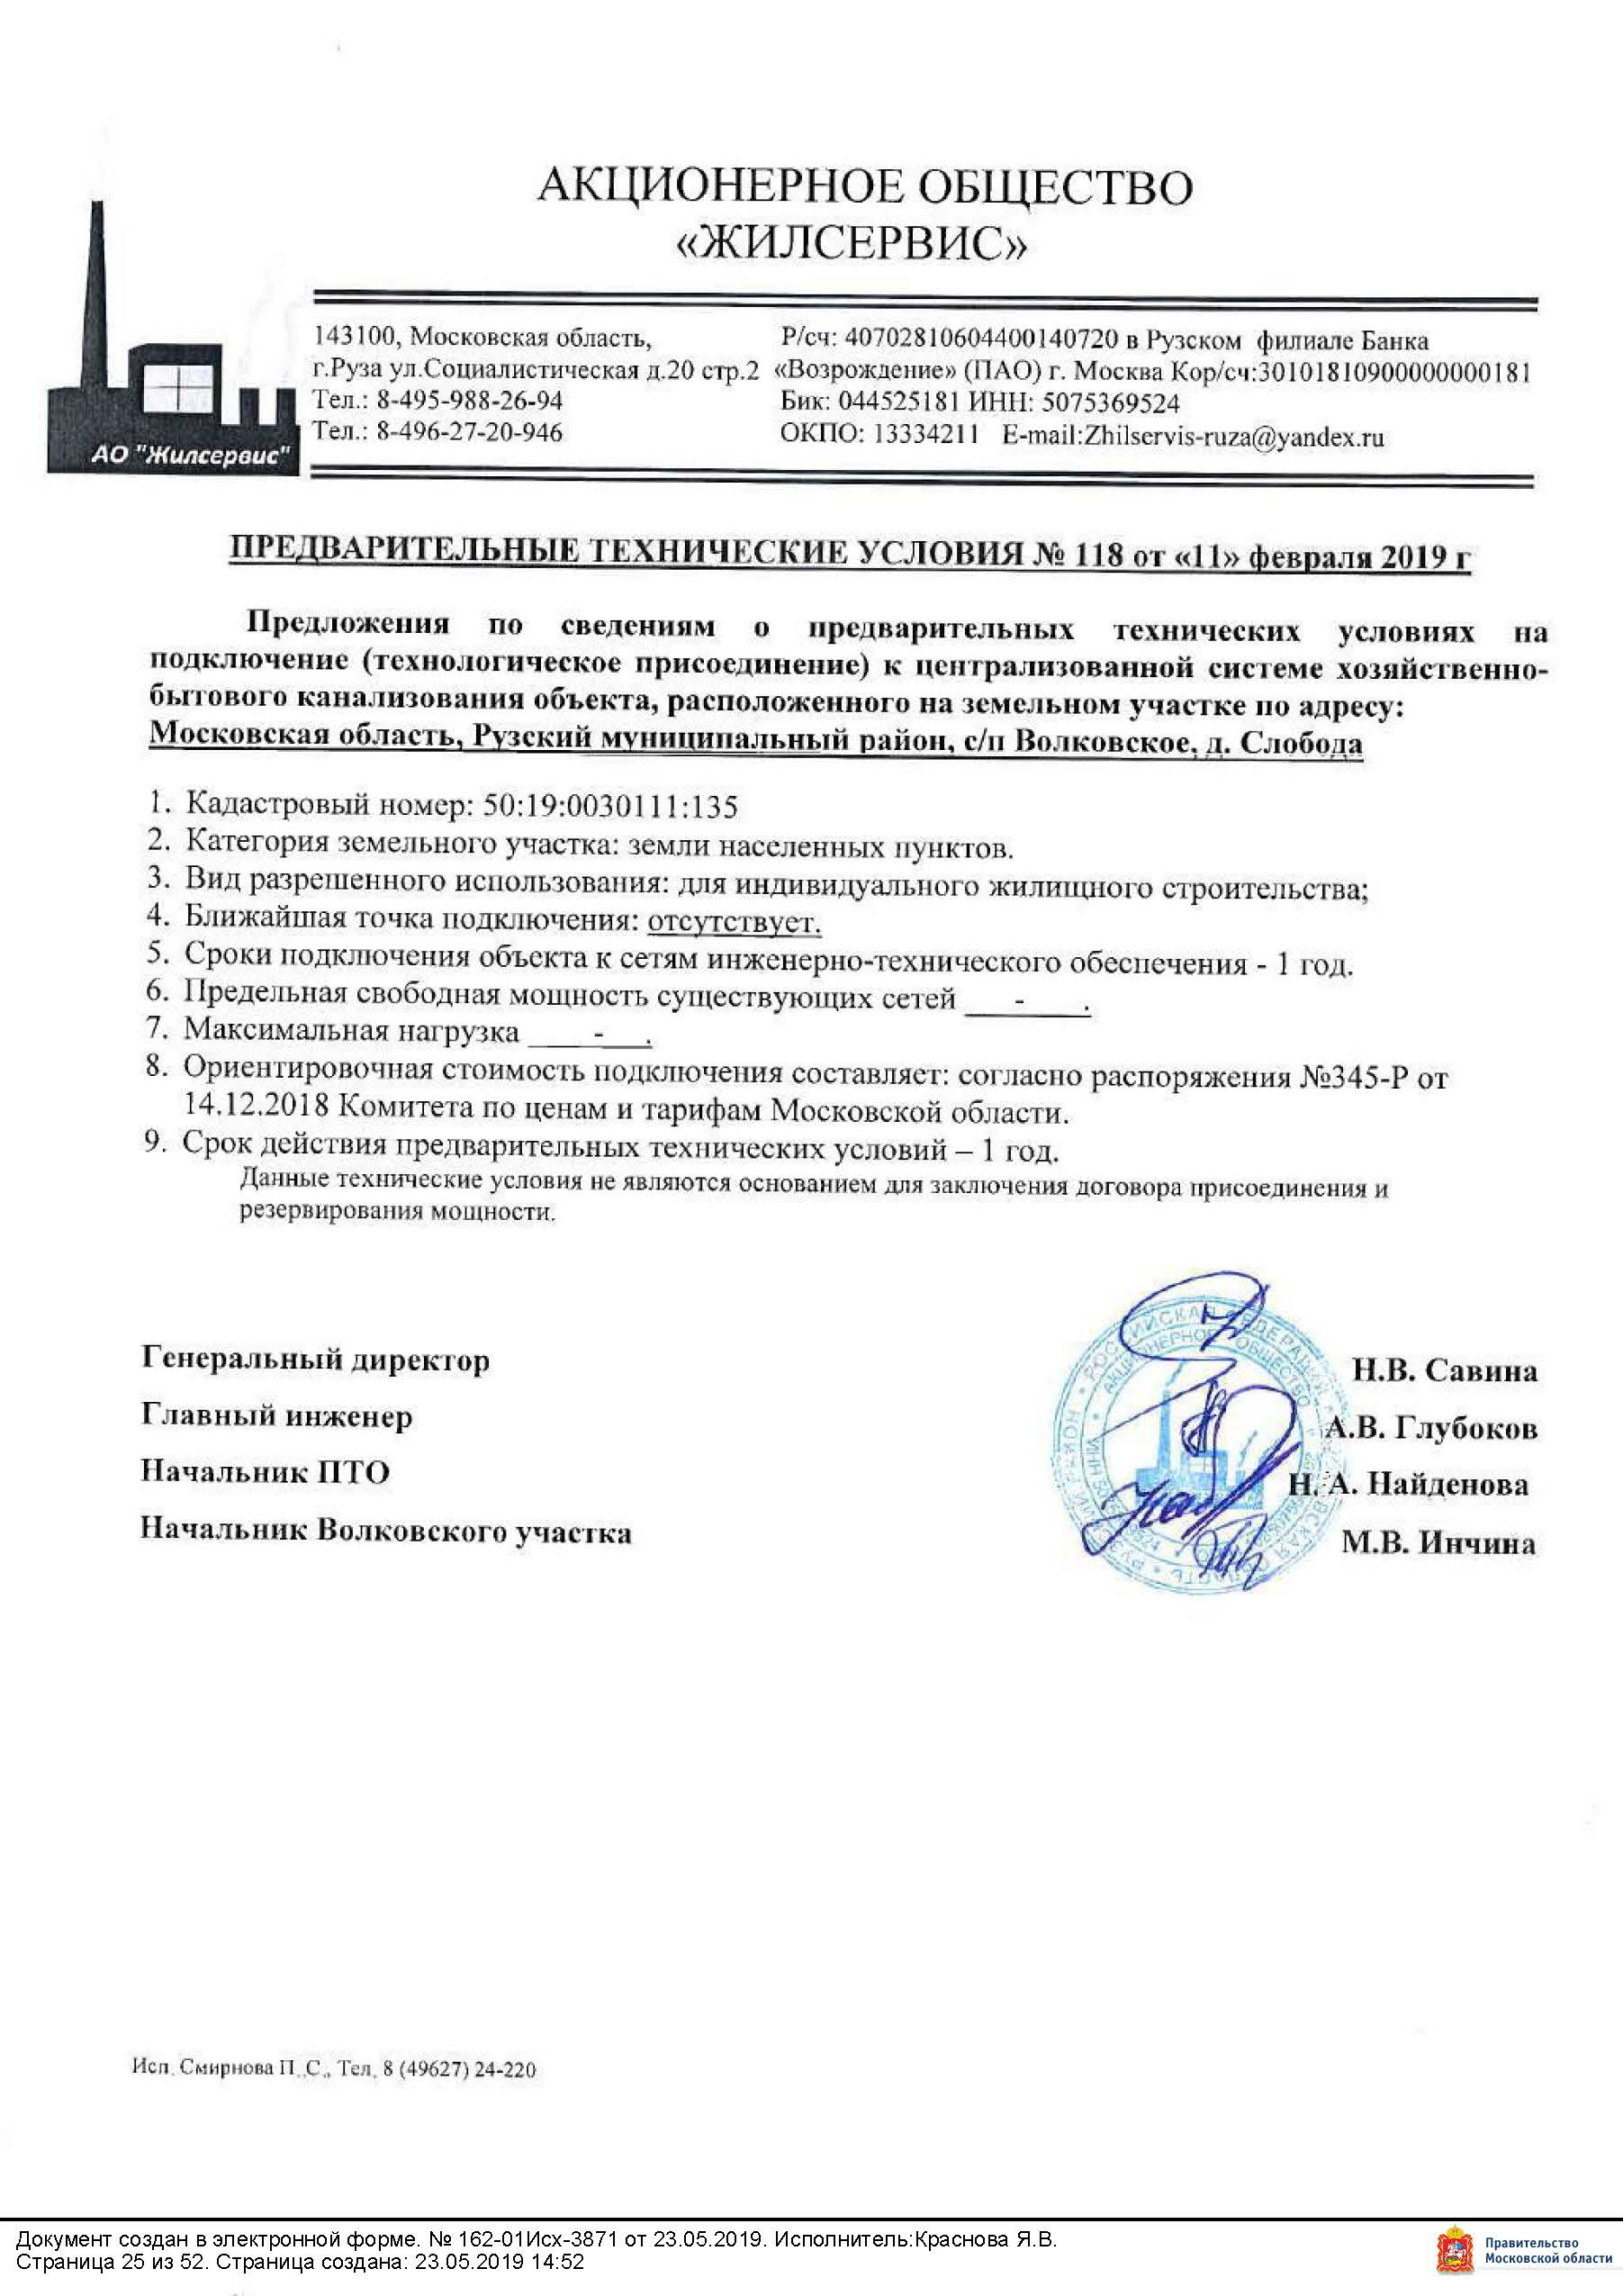 АКЦИОНЕРНОЕ ОБЩЕСТВО
«ЖИЛСЕРВИС»
АО "Жилсервис"
143100, Московская область,
г.Руза ул.Социалистическая д.20 стр.2
Тел.: 8-495-988-26-94
Тел.: 8-496-27-20-946
Р/сч: 40702810604400140720 в Рузском филиале Банка
«Возрождение» (ПАО) г. Москва Кор/сч:30101810900000000181
Бик: 044525181 ИНН: 5075369524
ОКПО: 13334211 E-mail:Zhilservis-ruza@yandex.ru
ПРЕДВАРИТЕЛЬНЫЕ ТЕХНИЧЕСКИЕ УСЛОВИЯ № 118 от «11» февраля 2019 г
Предложения по сведениям о предварительных технических условиях на
подключение (технологическое присоединение) к централизованной системе хозяйственно-
бытового канализования объекта, расположенного на земельном участке по адресу:
Московская область, Рузский муниципальный район, с/п Волковское, д. Слобода
1. Кадастровый номер: 50:19:0030111:135
2. Категория земельного участка: земли населенных пунктов.
3. Вид разрешенного использования: для индивидуального жилищного строительства;
4. Ближайшая точка подключения: отсутствует.
5. Сроки подключения объекта к сетям инженерно-технического обеспечения - 1 год.
6. Предельная свободная мощность существующих сетей ___-____.
7. Максимальная нагрузка ____-___.
8. Ориентировочная стоимость подключения составляет: согласно распоряжения №345-Р от
14.12.2018 Комитета по ценам и тарифам Московской области.
9. Срок действия предварительных технических условий – 1 год.
Данные технические условия не являются основанием для заключения договора присоединения и
резервирования мощности.
Генеральный директор Н.В. Савина
Главный инженер А.В. Глубоков
Начальник ПТО Н. А. Найденова
Начальник Волковского участка М.В. Инчина
РОССИЙСКАЯ ФЕДЕРАЦИЯ
АКЦИОНЕРНОЕ ОБЩЕСТВО
Исп. Смирнова П.С., Тел. 8 (49627) 24-220
Документ создан в электронной форме. № 162-01Исх-3871 от 23.05.2019. Исполнитель:Краснова Я.В.
Страница 25 из 52. Страница создана: 23.05.2019 14:52
Правительство
Московской области